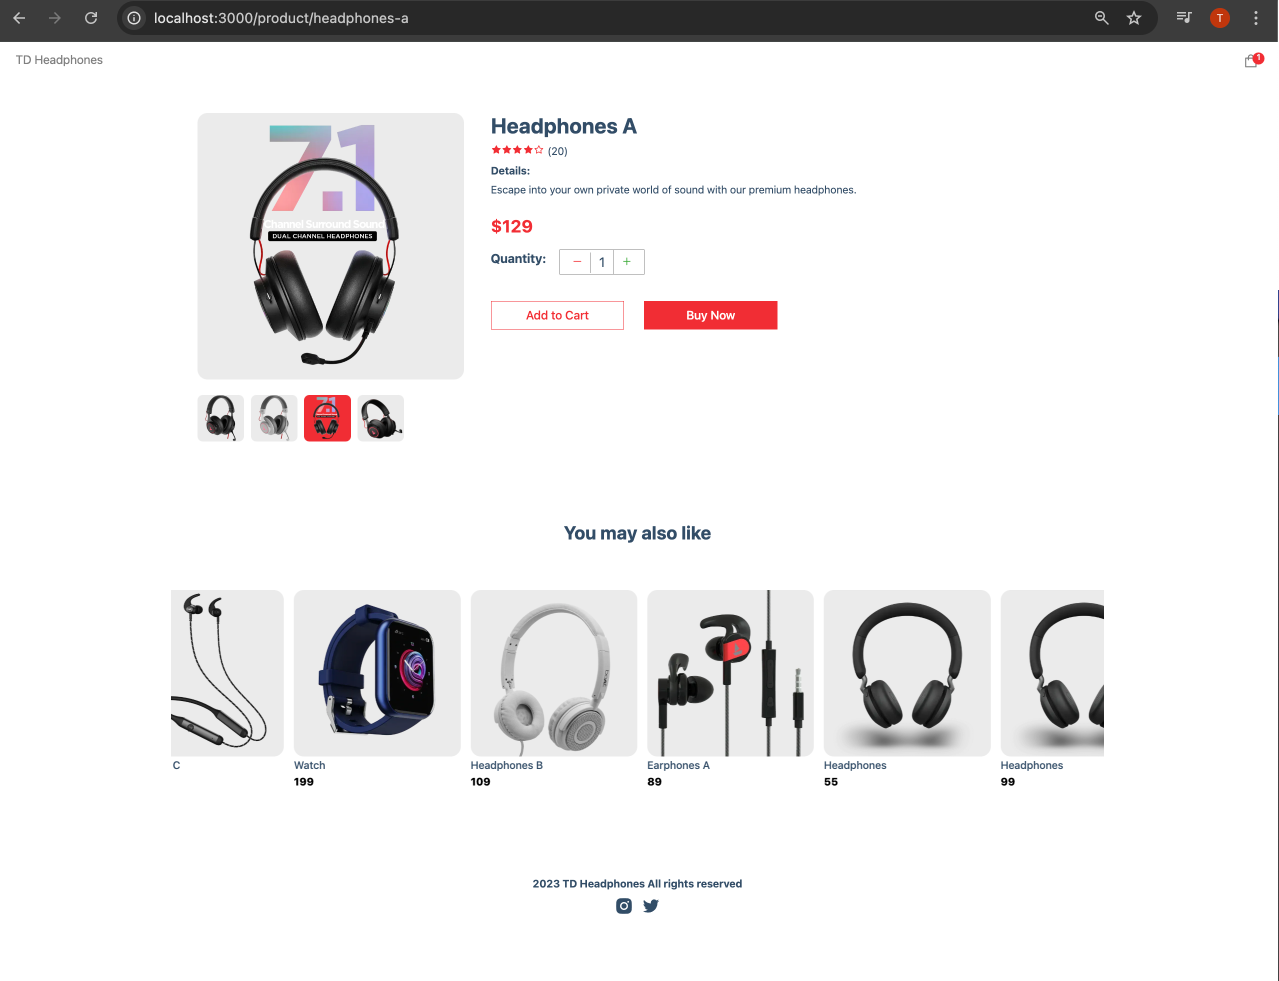 localhost:3000/product/headphones-a
T
TD Headphones
1
7.1
Channel Surround Sound
DUAL CHANNEL HEADPHONES
Headphones A
(20)
Details:
Escape into your own private world of sound with our premium headphones.
$129
Quantity: − 1 +
Add to Cart Buy Now
7.1
You may also like
C Watch Headphones B Earphones A Headphones Headphones
199 109 89 55 99
2023 TD Headphones All rights reserved